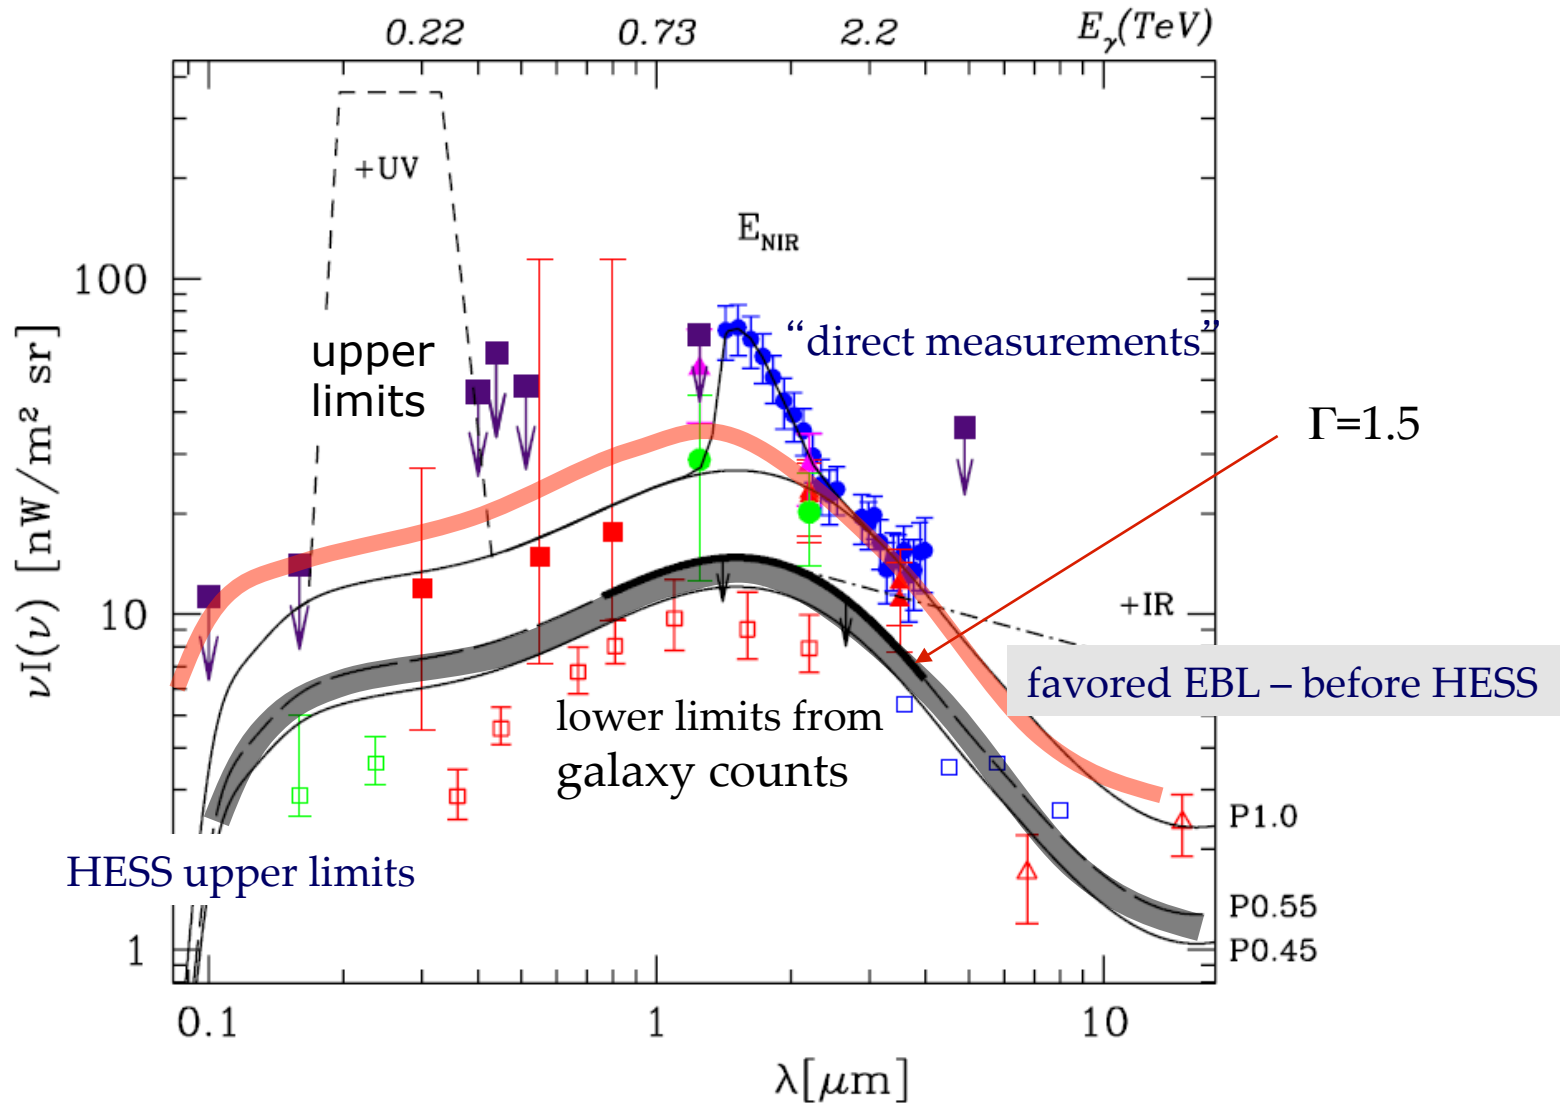 0.22 0.73 2.2 E_γ(TeV)
+UV
E_NIR
100
“direct measurements”
upper
limits
Γ=1.5
νI(ν) [nW/m² sr]
10
+IR
favored EBL – before HESS
lower limits from
galaxy counts
P1.0
HESS upper limits
P0.55
1
P0.45
0.1 1 10
λ[μm]